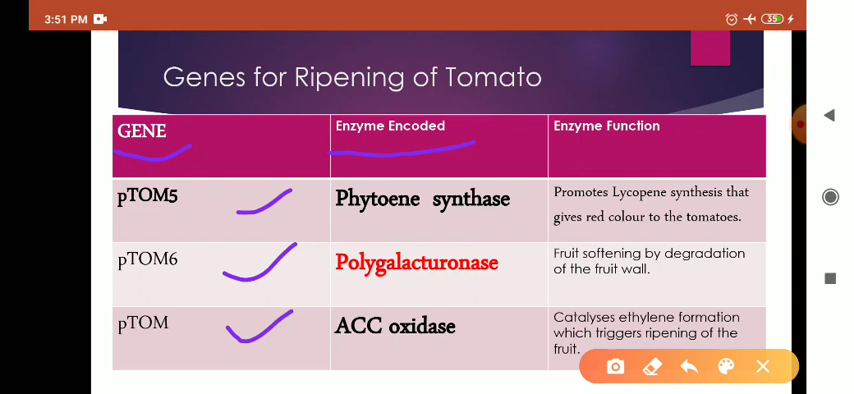 3:51 PM
35
Genes for Ripening of Tomato
GENE
Enzyme Encoded
Enzyme Function
pTOM5
Phytoene synthase
Promotes Lycopene synthesis that
gives red colour to the tomatoes.
pTOM6
Polygalacturonase
Fruit softening by degradation
of the fruit wall.
pTOM
ACC oxidase
Catalyses ethylene formation
which triggers ripening of the
fruit.